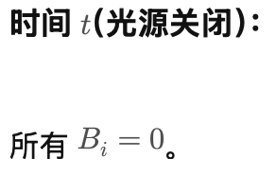 时间 t(光源关闭)：
所有 B_i = 0。